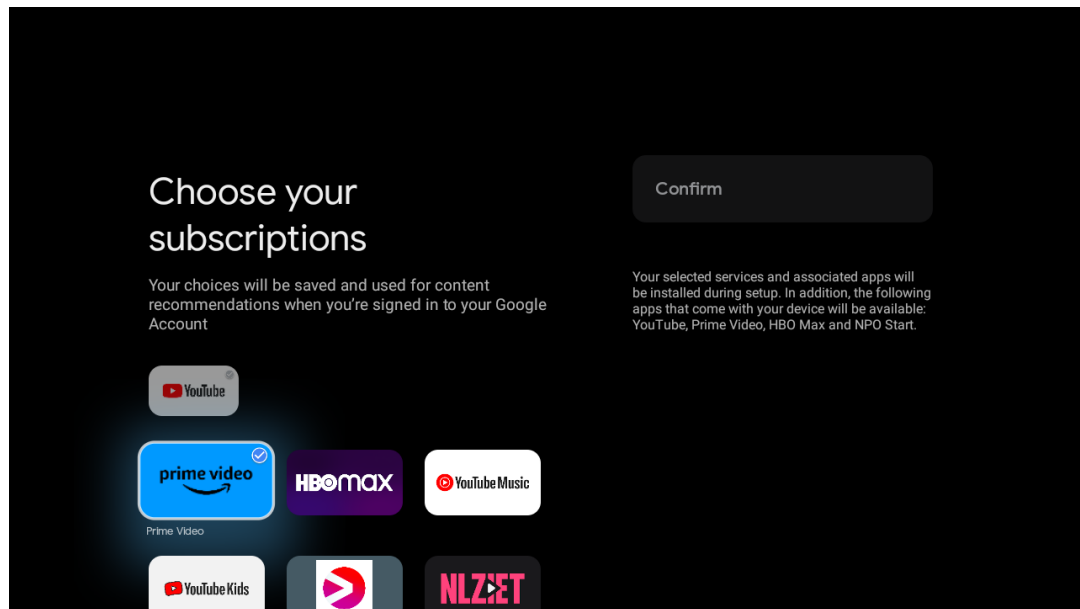 Choose your
subscriptions
Your choices will be saved and used for content
recommendations when you’re signed in to your Google
Account
YouTube
prime video
HBOmax
YouTube Music
Prime Video
YouTube Kids
NLZIET
Confirm
Your selected services and associated apps will
be installed during setup. In addition, the following
apps that come with your device will be available:
YouTube, Prime Video, HBO Max and NPO Start.